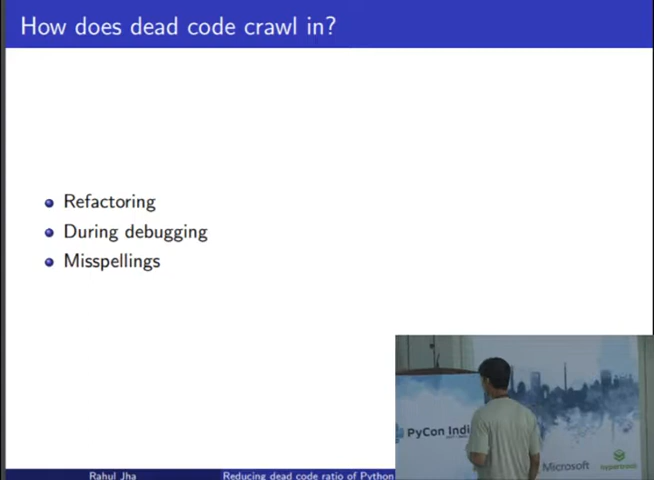 How does dead code crawl in?
Refactoring
During debugging
Misspellings
PyCon Indi
Microsoft
hypertrack
Rahul Jha
Reducing dead code ratio of Python